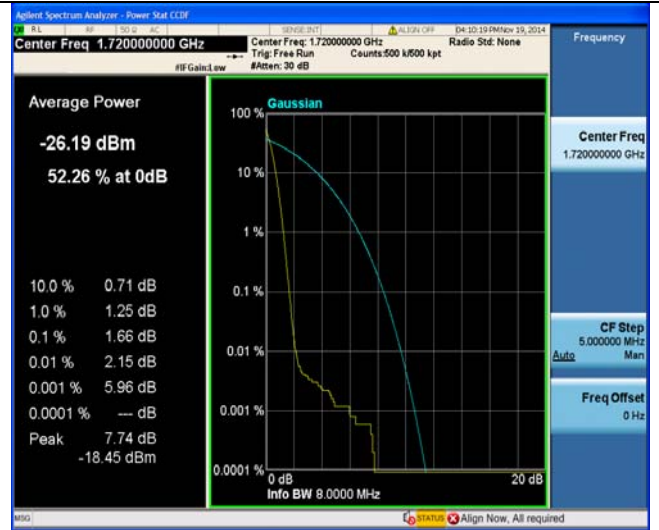 Agilent Spectrum Analyzer - Power Stat CCDF
RL RF 50 Ω AC SENSE:INT ALIGN OFF 04:10:19 PM Nov 19, 2014
Center Freq 1.720000000 GHz
Center Freq: 1.720000000 GHz Radio Std: None
Trig: Free Run Counts:500 k/500 kpt
#IFGain:Low #Atten: 30 dB
Frequency
Average Power
-26.19 dBm
52.26 % at 0dB
10.0 % 0.71 dB
1.0 % 1.25 dB
0.1 % 1.66 dB
0.01 % 2.15 dB
0.001 % 5.96 dB
0.0001 % --- dB
Peak 7.74 dB
-18.45 dBm
Gaussian
100 %
10 %
1 %
0.1 %
0.01 %
0.001 %
0.0001 %
0 dB 20 dB
Info BW 8.0000 MHz
Center Freq
1.720000000 GHz
CF Step
5.000000 MHz
Auto Man
Freq Offset
0 Hz
MSG STATUS Align Now, All required